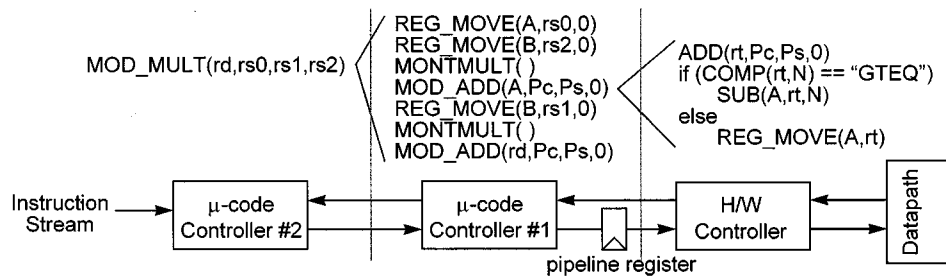 MOD_MULT(rd,rs0,rs1,rs2)
REG_MOVE(A,rs0,0)
REG_MOVE(B,rs2,0)
MONTMULT( )
MOD_ADD(A,Pc,Ps,0)
REG_MOVE(B,rs1,0)
MONTMULT( )
MOD_ADD(rd,Pc,Ps,0)
ADD(rt,Pc,Ps,0)
if (COMP(rt,N) == “GTEQ”)
SUB(A,rt,N)
else
REG_MOVE(A,rt)
Instruction
Stream
μ-code
Controller #2
μ-code
Controller #1
pipeline register
H/W
Controller
Datapath